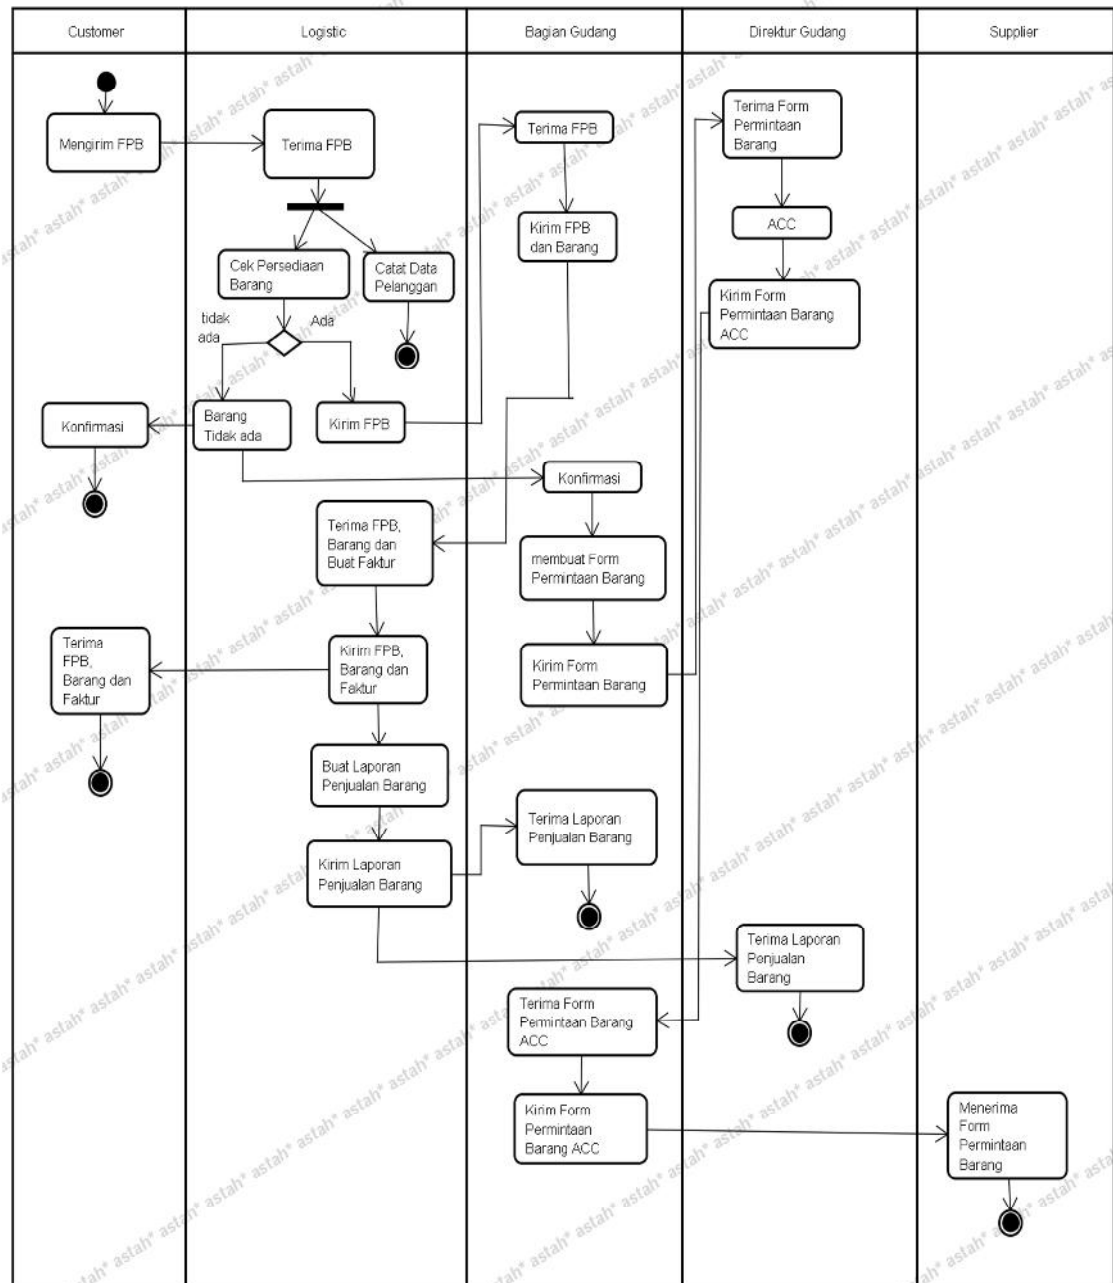 Customer
Logistic
Bagian Gudang
Direktur Gudang
Supplier
Mengirim FPB
Terima FPB
Terima FPB
Terima Form
Permintaan
Barang
ACC
Kirim FPB
dan Barang
Cek Persediaan
Barang
Catat Data
Pelanggan
Kirim Form
Permintaan Barang
ACC
tidak
ada
Ada
Konfirmasi
Barang
Tidak ada
Kirim FPB
Konfirmasi
Terima FPB,
Barang dan
Buat Faktur
membuat Form
Permintaan Barang
Terima
FPB,
Barang dan
Faktur
Kirim FPB,
Barang dan
Faktur
Kirim Form
Permintaan Barang
Buat Laporan
Penjualan Barang
Terima Laporan
Penjualan Barang
Kirim Laporan
Penjualan Barang
Terima Laporan
Penjualan
Barang
Terima Form
Permintaan Barang
ACC
Kirim Form
Permintaan
Barang ACC
Menerima
Form
Permintaan
Barang